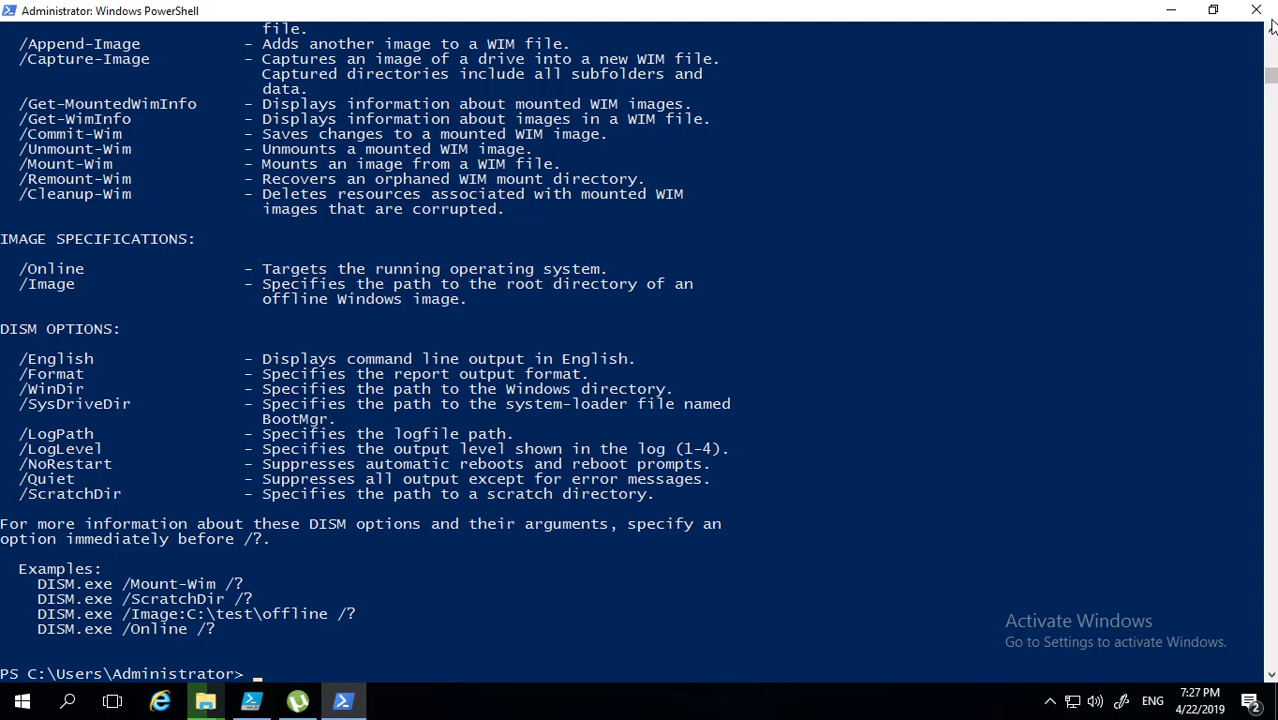 Administrator: Windows PowerShell
file.
/Append-Image - Adds another image to a WIM file.
/Capture-Image - Captures an image of a drive into a new WIM file.
Captured directories include all subfolders and
data.
/Get-MountedWimInfo - Displays information about mounted WIM images.
/Get-WimInfo - Displays information about images in a WIM file.
/Commit-Wim - Saves changes to a mounted WIM image.
/Unmount-Wim - Unmounts a mounted WIM image.
/Mount-Wim - Mounts an image from a WIM file.
/Remount-Wim - Recovers an orphaned WIM mount directory.
/Cleanup-Wim - Deletes resources associated with mounted WIM
images that are corrupted.
IMAGE SPECIFICATIONS:
/Online - Targets the running operating system.
/Image - Specifies the path to the root directory of an
offline Windows image.
DISM OPTIONS:
/English - Displays command line output in English.
/Format - Specifies the report output format.
/WinDir - Specifies the path to the Windows directory.
/SysDriveDir - Specifies the path to the system-loader file named
BootMgr.
/LogPath - Specifies the logfile path.
/LogLevel - Specifies the output level shown in the log (1-4).
/NoRestart - Suppresses automatic reboots and reboot prompts.
/Quiet - Suppresses all output except for error messages.
/ScratchDir - Specifies the path to a scratch directory.
For more information about these DISM options and their arguments, specify an
option immediately before /?.
Examples:
DISM.exe /Mount-Wim /?
DISM.exe /ScratchDir /?
DISM.exe /Image:C:\test\offline /?
DISM.exe /Online /?
Activate Windows
Go to Settings to activate Windows.
PS C:\Users\Administrator> _
ENG
7:27 PM
4/22/2019
2